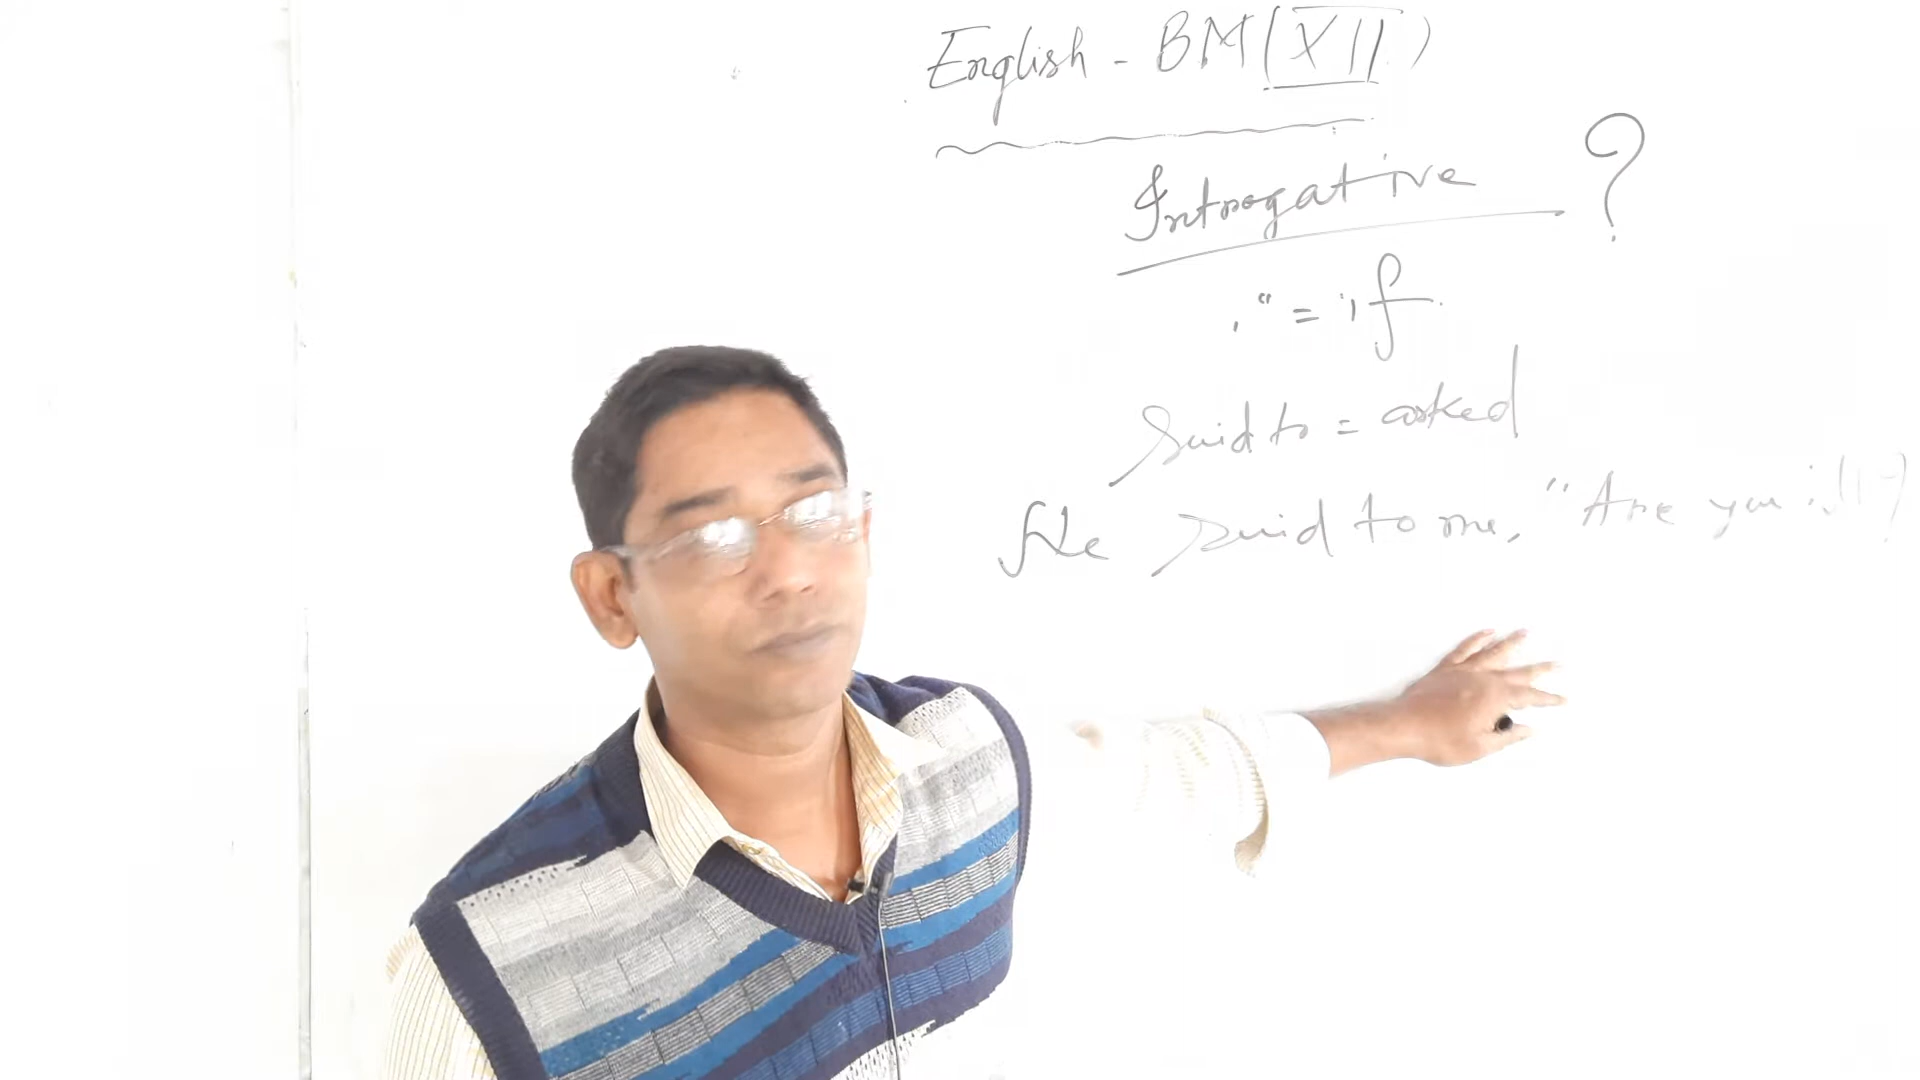 English - BM (XII)
Introgative ?
, " = if
Said to = asked
He said to me, "Are you ill?